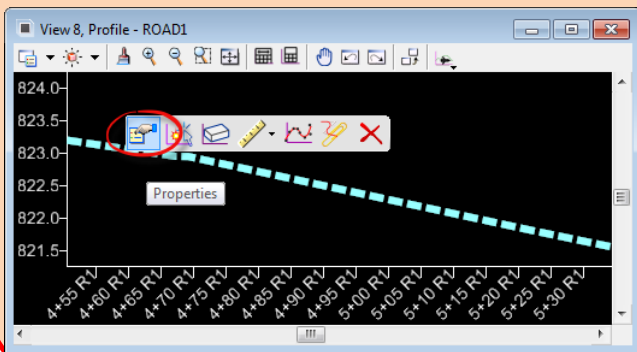 View 8, Profile - ROAD1
824.0
823.5
823.0
822.5
822.0
821.5
Properties
4+55 R1
4+60 R1
4+65 R1
4+70 R1
4+75 R1
4+80 R1
4+85 R1
4+90 R1
4+95 R1
5+00 R1
5+05 R1
5+10 R1
5+15 R1
5+20 R1
5+25 R1
5+30 R1